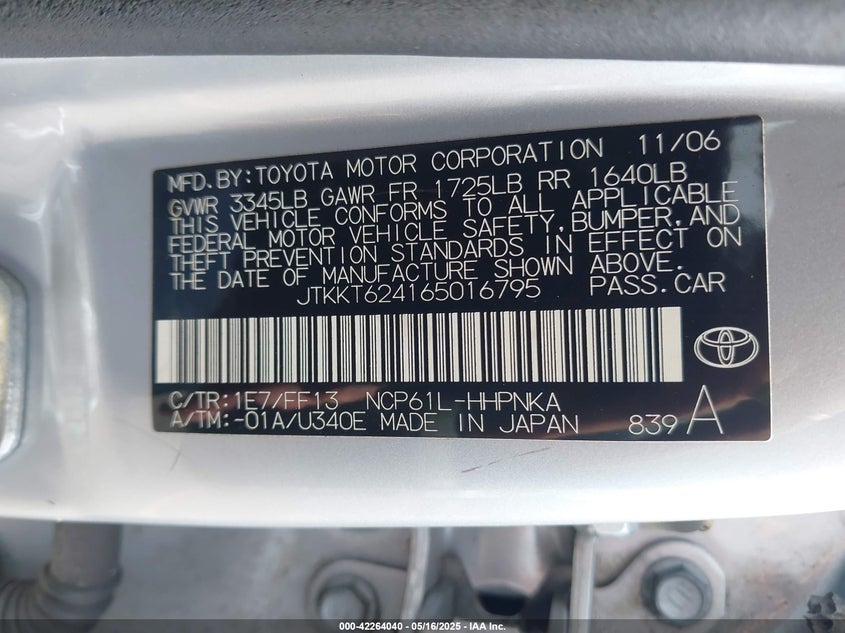 MFD.BY:TOYOTA MOTOR CORPORATION 11/06
GVWR 3345LB GAWR FR 1725LB RR 1640LB
THIS VEHICLE CONFORMS TO ALL APPLICABLE
FEDERAL MOTOR VEHICLE SAFETY,BUMPER,AND
THEFT PREVENTION STANDARDS IN EFFECT ON
THE DATE OF MANUFACTURE SHOWN ABOVE.
JTKKT624165016795 PASS.CAR
C/TR:1E7/FF13 NCP61L-HHPNKA
A/TM:-01A/U340E MADE IN JAPAN 839 A
000-42264040 - 05/16/2025 - IAA Inc.